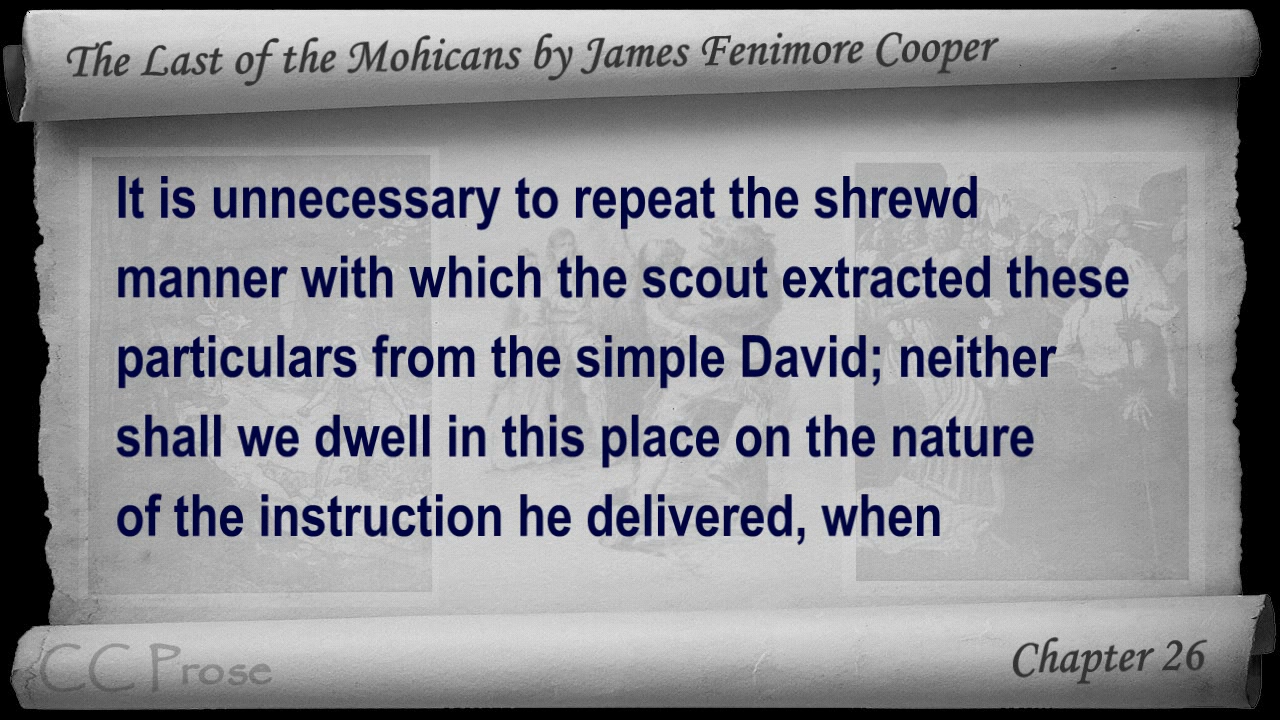 The Last of the Mohicans by James Fenimore Cooper
It is unnecessary to repeat the shrewd
manner with which the scout extracted these
particulars from the simple David; neither
shall we dwell in this place on the nature
of the instruction he delivered, when
CC Prose
Chapter 26